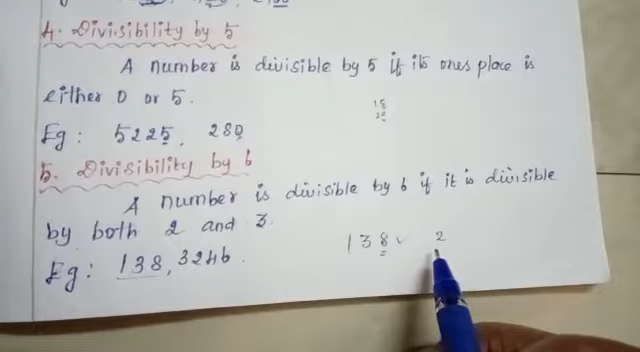 4. Divisibility by 5
A number is divisible by 5 if its ones place is
either 0 or 5.
15
20
Eg: 5225, 280
5. Divisibility by 6
A number is divisible by 6 if it is divisible
by both 2 and 3.
138 ✓ 2
Eg: 138, 3246.